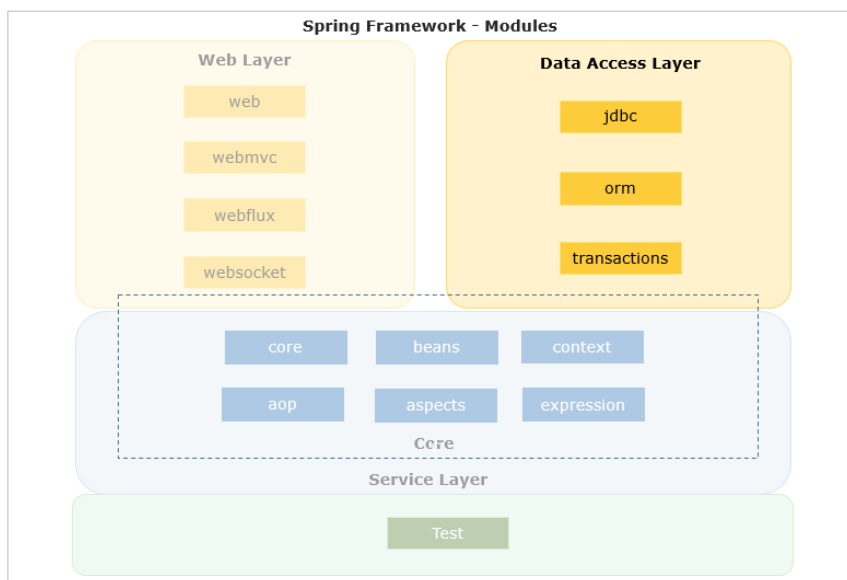 Spring Framework - Modules
Web Layer
web
webmvc
webflux
websocket
Data Access Layer
jdbc
orm
transactions
core
beans
context
aop
aspects
expression
Core
Service Layer
Test